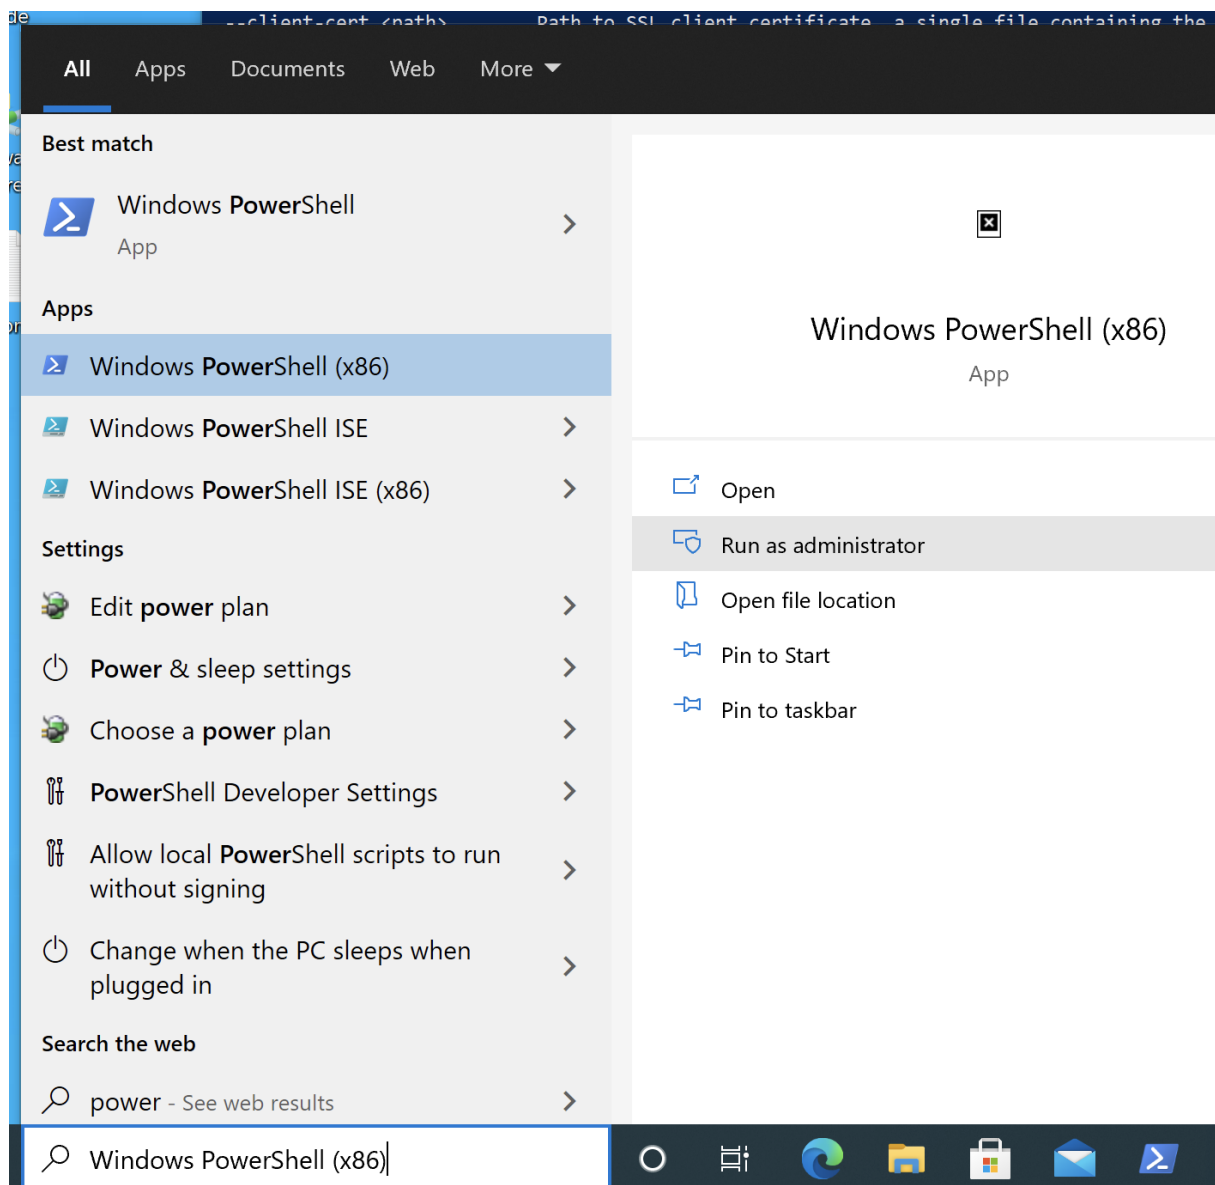 de
--client-cert <path> Path to SSL client certificate, a single file containing the
All Apps Documents Web More
Best match
Windows PowerShell
App
Apps
Windows PowerShell (x86)
Windows PowerShell ISE
Windows PowerShell ISE (x86)
Settings
Edit power plan
Power & sleep settings
Choose a power plan
PowerShell Developer Settings
Allow local PowerShell scripts to run
without signing
Change when the PC sleeps when
plugged in
Search the web
power - See web results
Windows PowerShell (x86)
Windows PowerShell (x86)
App
Open
Run as administrator
Open file location
Pin to Start
Pin to taskbar